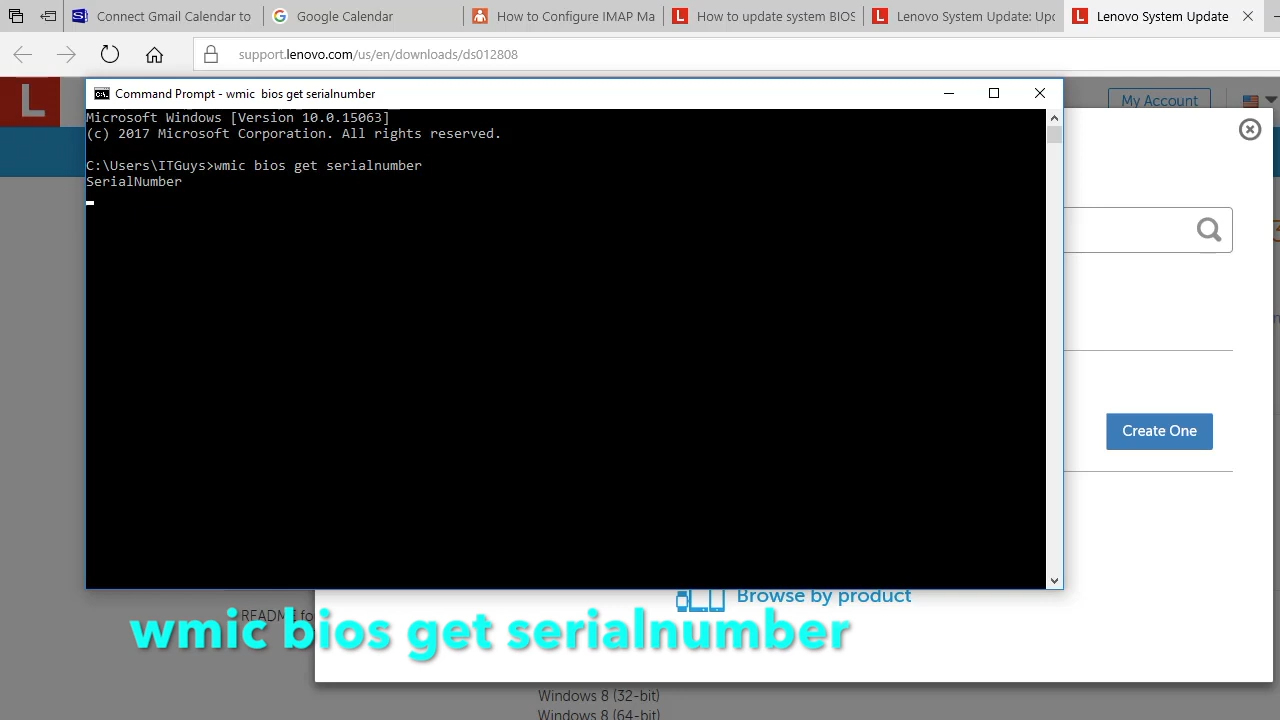 Connect Gmail Calendar to
Google Calendar
How to Configure IMAP Ma
How to update system BIOS
Lenovo System Update: Upd
Lenovo System Update
support.lenovo.com/us/en/downloads/ds012808
L
My Account
Command Prompt - wmic  bios get serialnumber
Microsoft Windows [Version 10.0.15063]
(c) 2017 Microsoft Corporation. All rights reserved.
C:\Users\ITGuys>wmic bios get serialnumber
SerialNumber
Create One
Browse by product
README fo
wmic bios get serialnumber
Windows 8 (32-bit)
Windows 8 (64-bit)